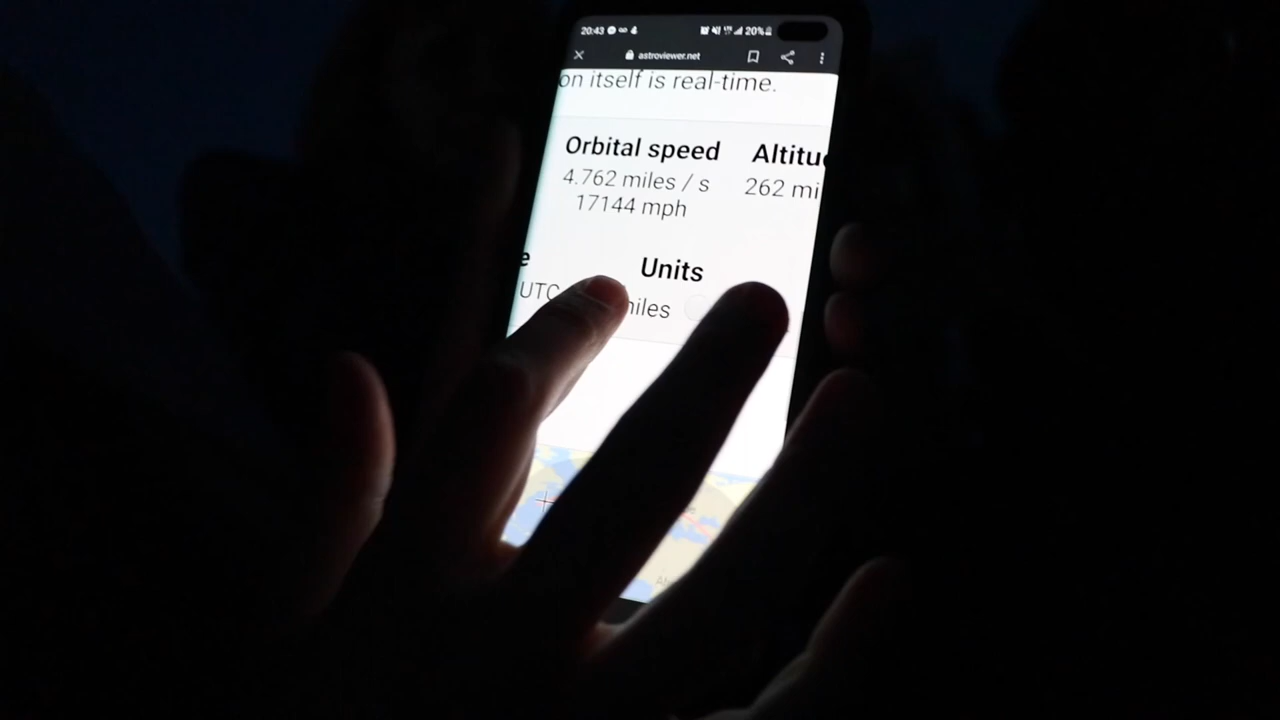 20:43 20%
astroviewer.net
on itself is real-time.
Orbital speed Altitu
4.762 miles / s 262 mi
17144 mph
e Units
UTC miles